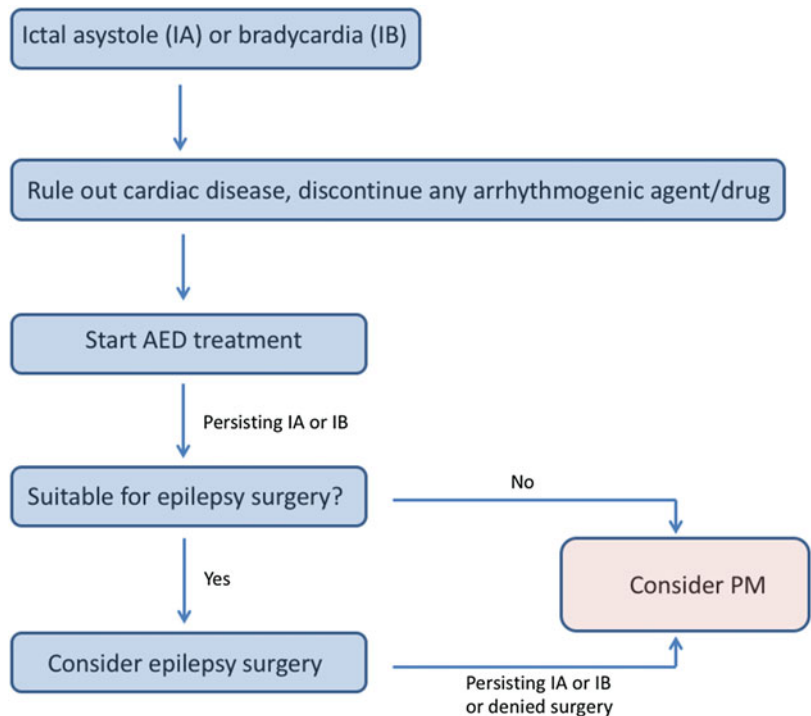 Ictal asystole (IA) or bradycardia (IB)
Rule out cardiac disease, discontinue any arrhythmogenic agent/drug
Start AED treatment
Persisting IA or IB
Suitable for epilepsy surgery?
No
Consider PM
Yes
Consider epilepsy surgery
Persisting IA or IB
or denied surgery